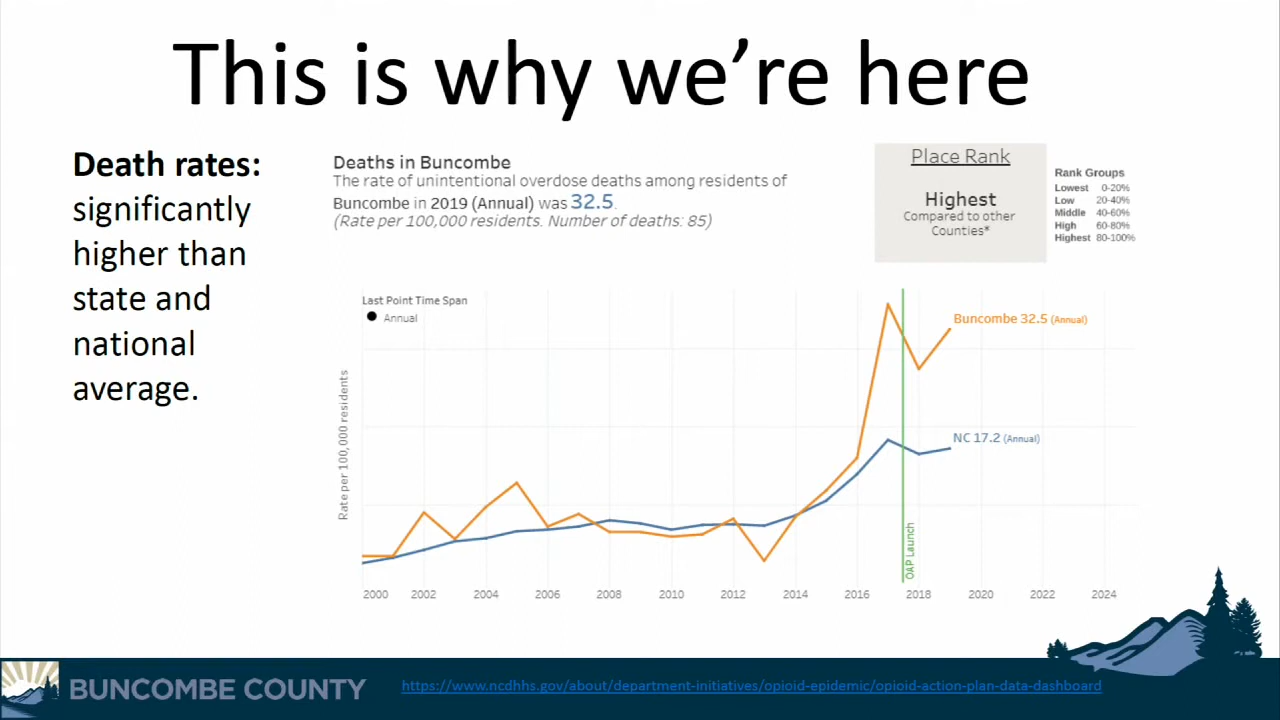 This is why we're here
Death rates:
significantly
higher than
state and
national
average.
Deaths in Buncombe
The rate of unintentional overdose deaths among residents of
Buncombe in 2019 (Annual) was 32.5.
(Rate per 100,000 residents. Number of deaths: 85)
Place Rank
Highest
Compared to other
Counties*
Rank Groups
Lowest 0-20%
Low 20-40%
Middle 40-60%
High 60-80%
Highest 80-100%
Last Point Time Span
Annual
Rate per 100,000 residents
Buncombe 32.5 (Annual)
NC 17.2 (Annual)
OAP Launch
2000 2002 2004 2006 2008 2010 2012 2014 2016 2018 2020 2022 2024
BUNCOMBE COUNTY
https://www.ncdhhs.gov/about/department-initiatives/opioid-epidemic/opioid-action-plan-data-dashboard